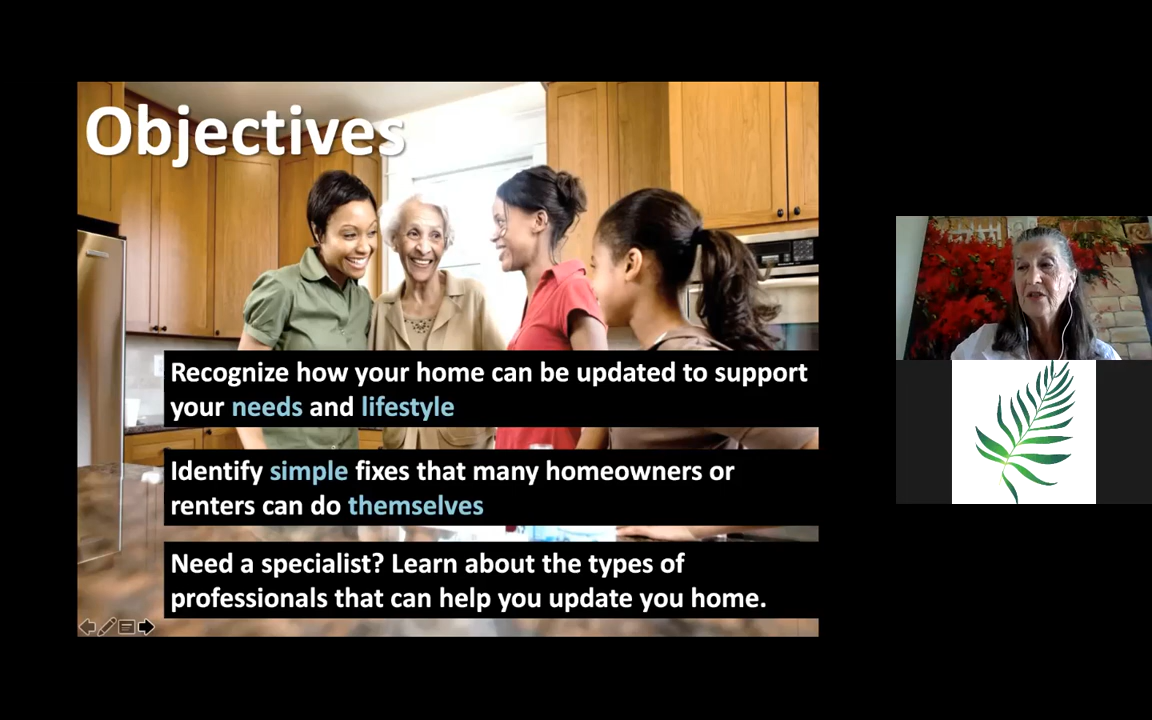 Objectives
Recognize how your home can be updated to support
your needs and lifestyle
Identify simple fixes that many homeowners or
renters can do themselves
Need a specialist? Learn about the types of
professionals that can help you update you home.